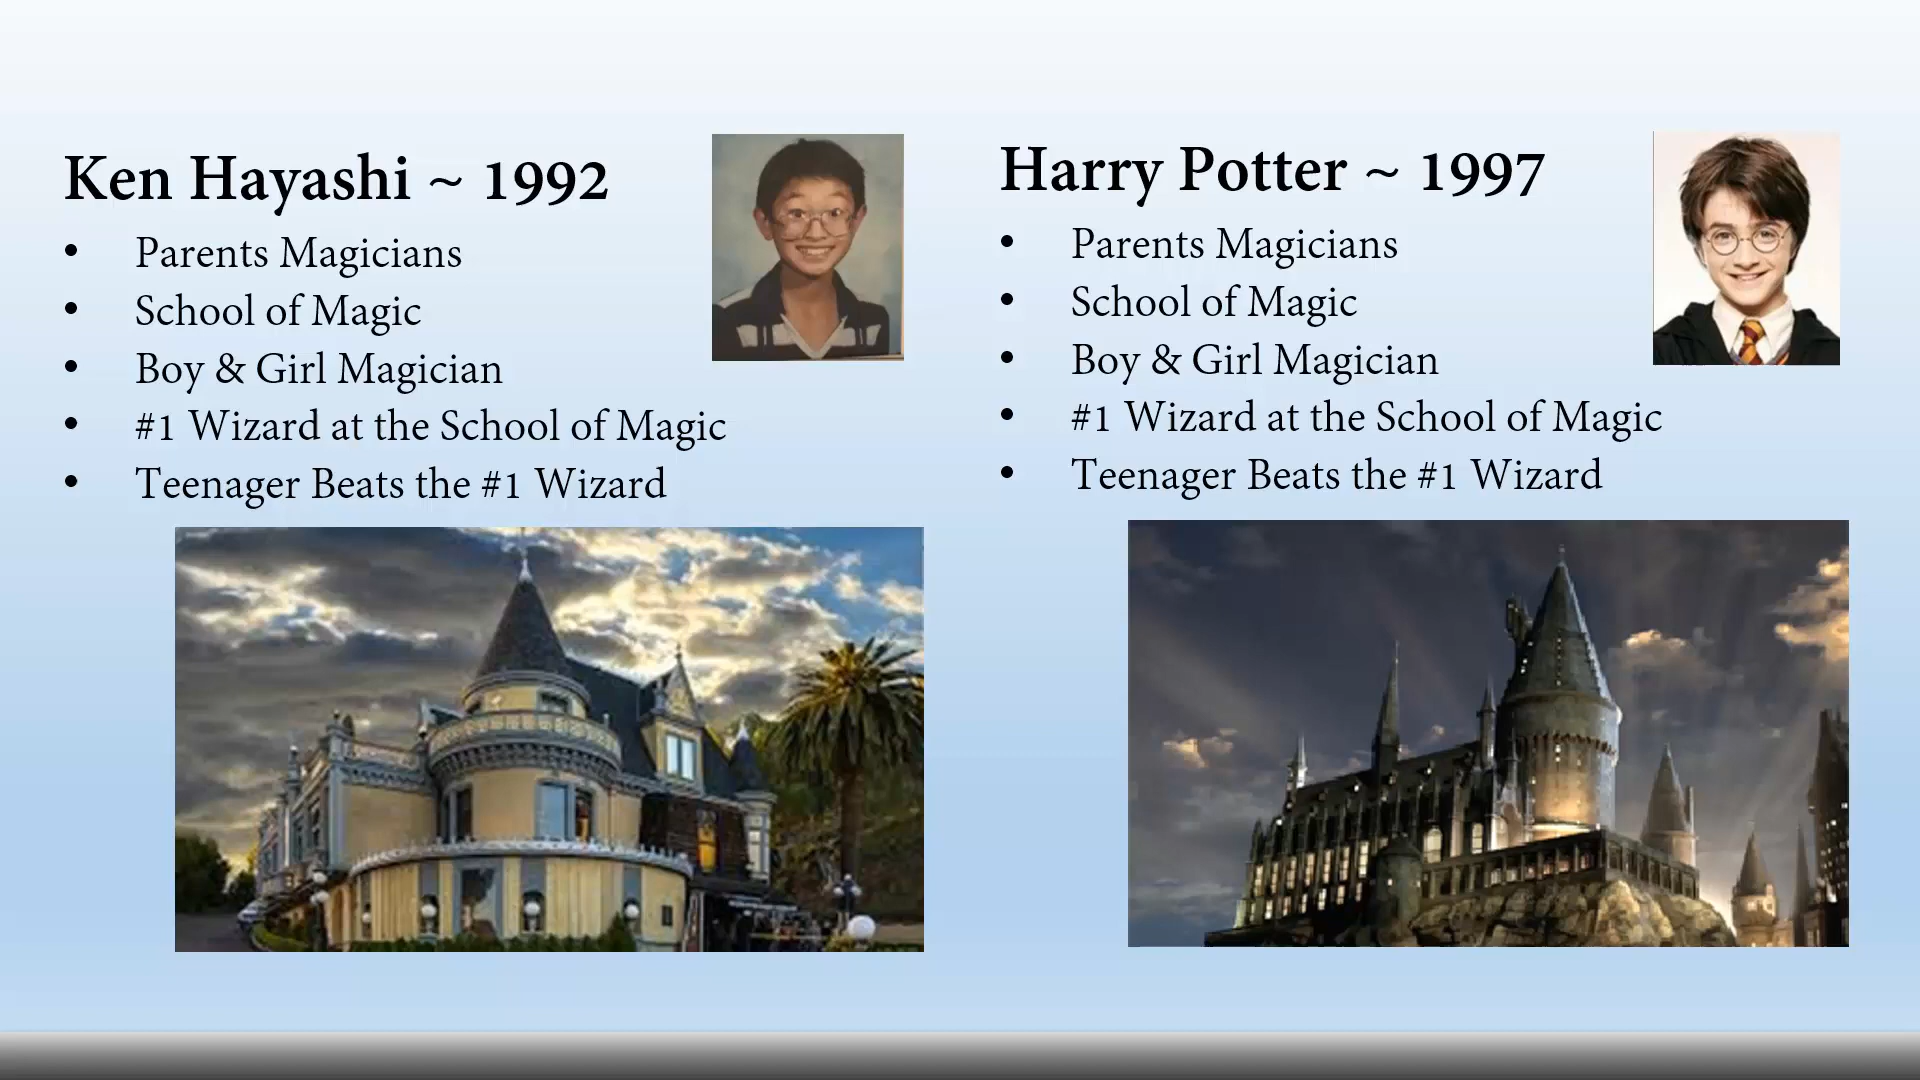 Ken Hayashi ~ 1992
• Parents Magicians
• School of Magic
• Boy & Girl Magician
• #1 Wizard at the School of Magic
• Teenager Beats the #1 Wizard
Harry Potter ~ 1997
• Parents Magicians
• School of Magic
• Boy & Girl Magician
• #1 Wizard at the School of Magic
• Teenager Beats the #1 Wizard